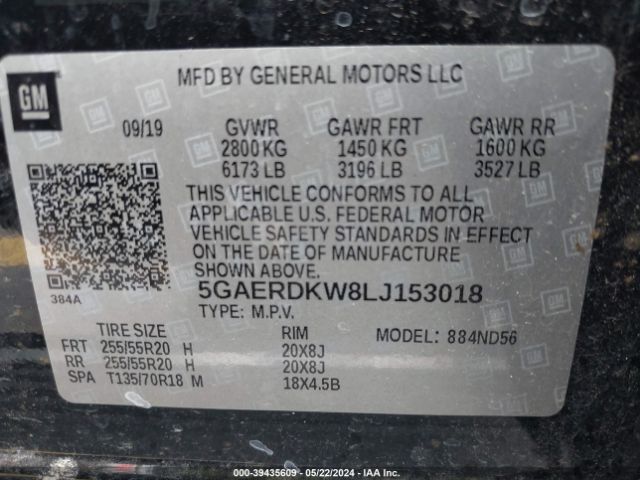 GM
MFD BY GENERAL MOTORS LLC
09/19 GVWR GAWR FRT GAWR RR
2800 KG 1450 KG 1600 KG
6173 LB 3196 LB 3527 LB
THIS VEHICLE CONFORMS TO ALL
APPLICABLE U.S. FEDERAL MOTOR
VEHICLE SAFETY STANDARDS IN EFFECT
ON THE DATE OF MANUFACTURE
SHOWN ABOVE.
384A
5GAERDKW8LJ153018
TYPE: M.P.V.
TIRE SIZE RIM MODEL: 884ND56
FRT 255/55R20 H 20X8J
RR 255/55R20 H 20X8J
SPA T135/70R18 M 18X4.5B
© 0000-39435609 - 05/22/2024 - IAAI.COM